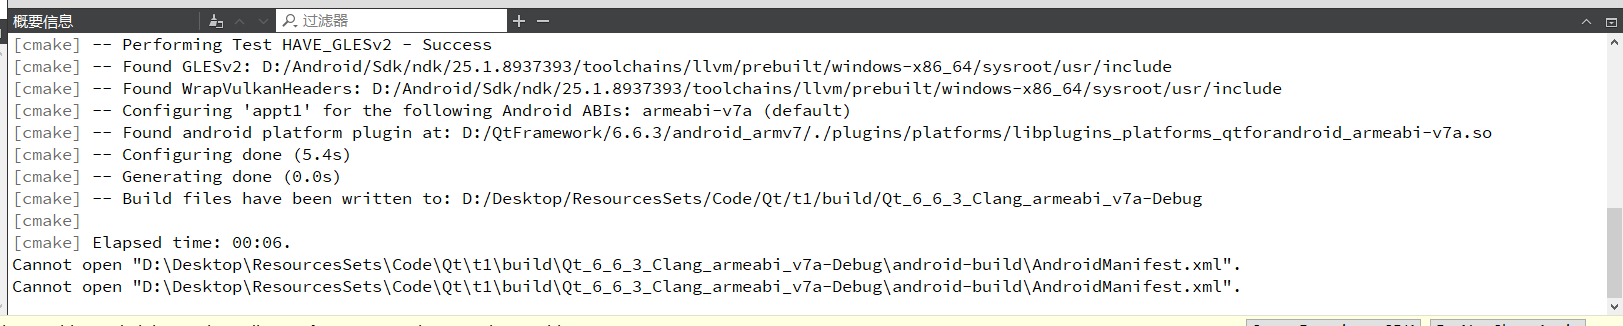 概要信息 过滤器
[cmake] -- Performing Test HAVE_GLESv2 - Success
[cmake] -- Found GLESv2: D:/Android/Sdk/ndk/25.1.8937393/toolchains/llvm/prebuilt/windows-x86_64/sysroot/usr/include
[cmake] -- Found WrapVulkanHeaders: D:/Android/Sdk/ndk/25.1.8937393/toolchains/llvm/prebuilt/windows-x86_64/sysroot/usr/include
[cmake] -- Configuring 'appt1' for the following Android ABIs: armeabi-v7a (default)
[cmake] -- Found android platform plugin at: D:/QtFramework/6.6.3/android_armv7/./plugins/platforms/libplugins_platforms_qtforandroid_armeabi-v7a.so
[cmake] -- Configuring done (5.4s)
[cmake] -- Generating done (0.0s)
[cmake] -- Build files have been written to: D:/Desktop/ResourcesSets/Code/Qt/t1/build/Qt_6_6_3_Clang_armeabi_v7a-Debug
[cmake]
[cmake] Elapsed time: 00:06.
Cannot open "D:\Desktop\ResourcesSets\Code\Qt\t1\build\Qt_6_6_3_Clang_armeabi_v7a-Debug\android-build\AndroidManifest.xml".
Cannot open "D:\Desktop\ResourcesSets\Code\Qt\t1\build\Qt_6_6_3_Clang_armeabi_v7a-Debug\android-build\AndroidManifest.xml".